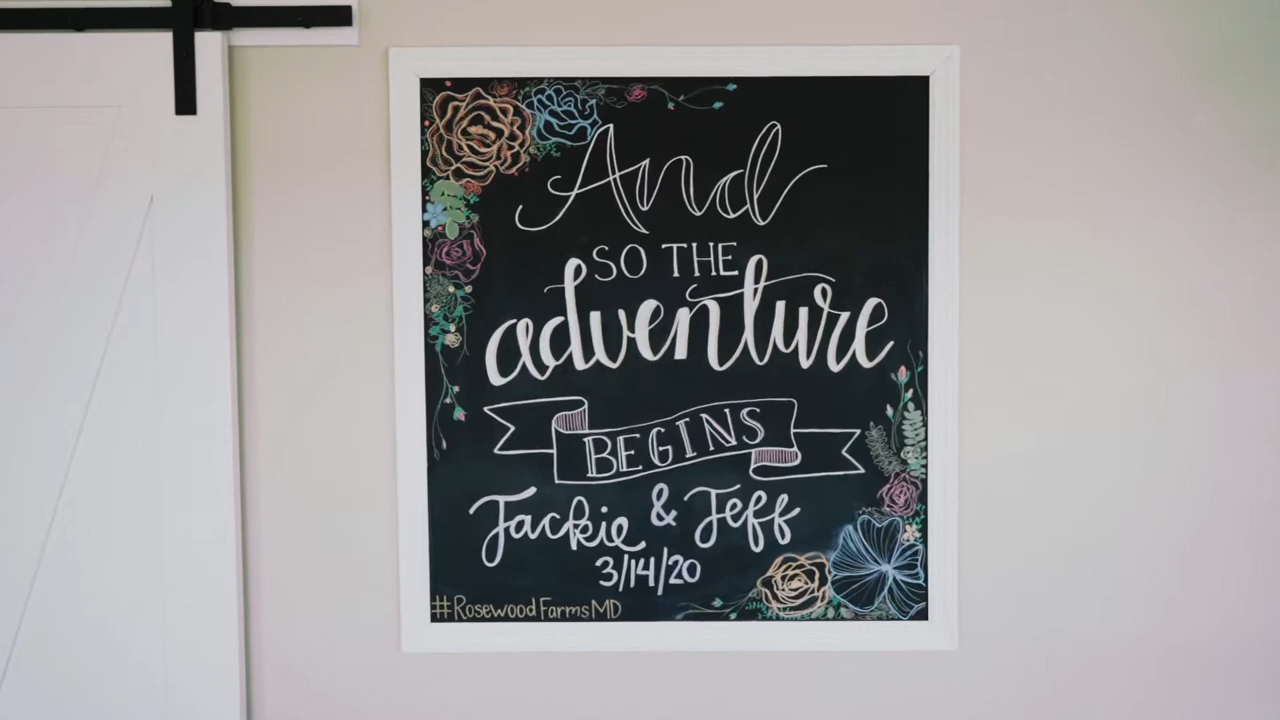 And
SO THE
adventure
BEGINS
Jackie & Jeff
3/14/20
#RosewoodFarmsMD